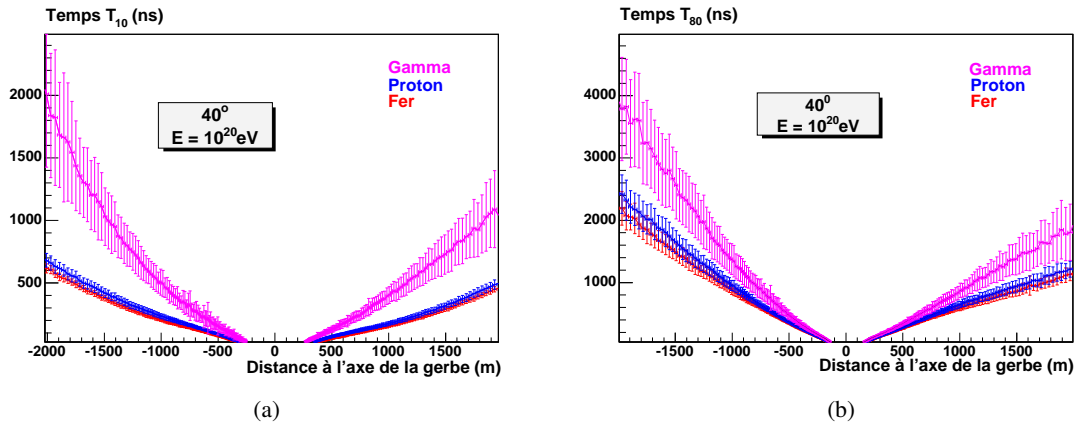 Temps T10 (ns)
2000
1500
1000
500
Gamma
Proton
Fer
40o
E = 10^20eV
-2000 -1500 -1000 -500 0 500 1000 1500
Distance à l'axe de la gerbe (m)
(a)
Temps T80 (ns)
4000
3000
2000
1000
Gamma
Proton
Fer
40^0
E = 10^20eV
-1500 -1000 -500 0 500 1000 1500
Distance à l'axe de la gerbe (m)
(b)